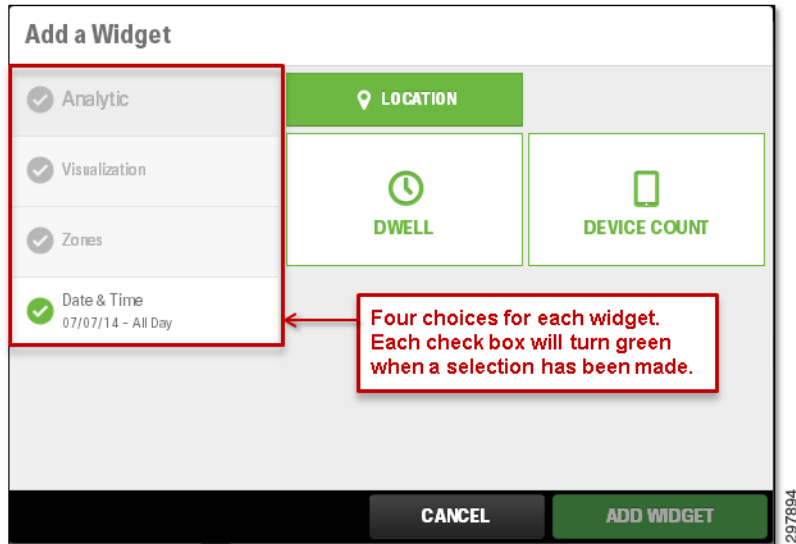 Add a Widget
Analytic
Visualization
Zones
Date & Time
07/07/14 - All Day
LOCATION
DWELL
DEVICE COUNT
Four choices for each widget.
Each check box will turn green
when a selection has been made.
CANCEL
ADD WIDGET
297894